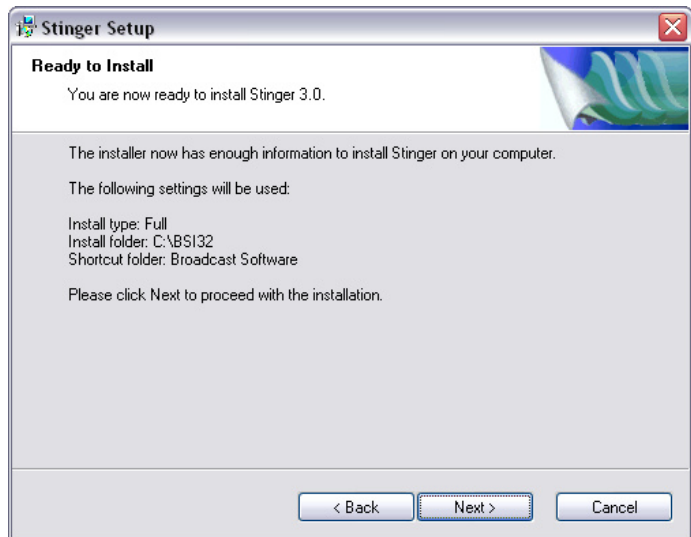 Stinger Setup
Ready to Install
You are now ready to install Stinger 3.0.
The installer now has enough information to install Stinger on your computer.
The following settings will be used:
Install type: Full
Install folder: C:\BSI32
Shortcut folder: Broadcast Software
Please click Next to proceed with the installation.
< Back Next > Cancel